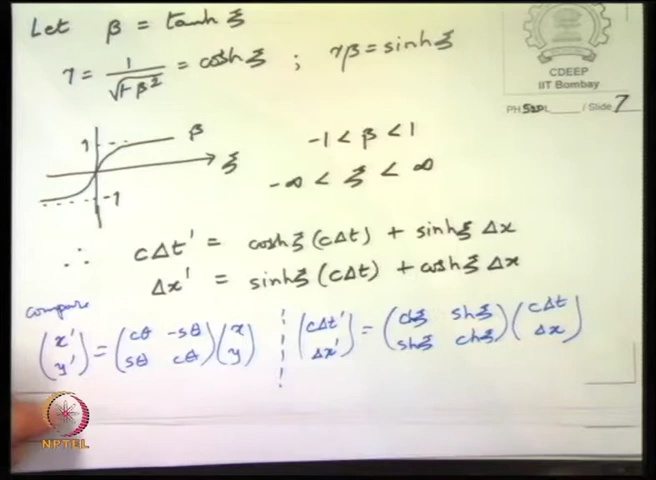 Let β = tanh ξ
γ = 1/√(1-β²) = cosh ξ ; γβ = sinh ξ
CDEEP
IIT Bombay
PH / Slide 7
1 β
-1 < β < 1
ξ
-∞ < ξ < ∞
-1
∴ cΔt' = cosh ξ (cΔt) + sinh ξ Δx
Δx' = sinh ξ (cΔt) + cosh ξ Δx
compare
(x' y') = (cθ -sθ sθ cθ) (x y) (cΔt' Δx') = (chξ shξ shξ chξ) (cΔt Δx)
NPTEL